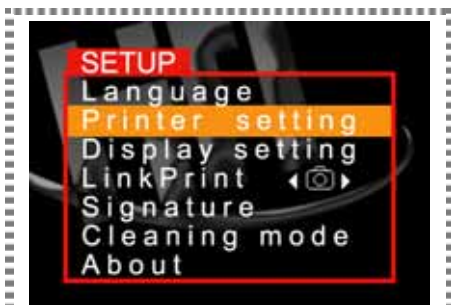 SETUP
Language
Printer setting
Display setting
LinkPrint
Signature
Cleaning mode
About